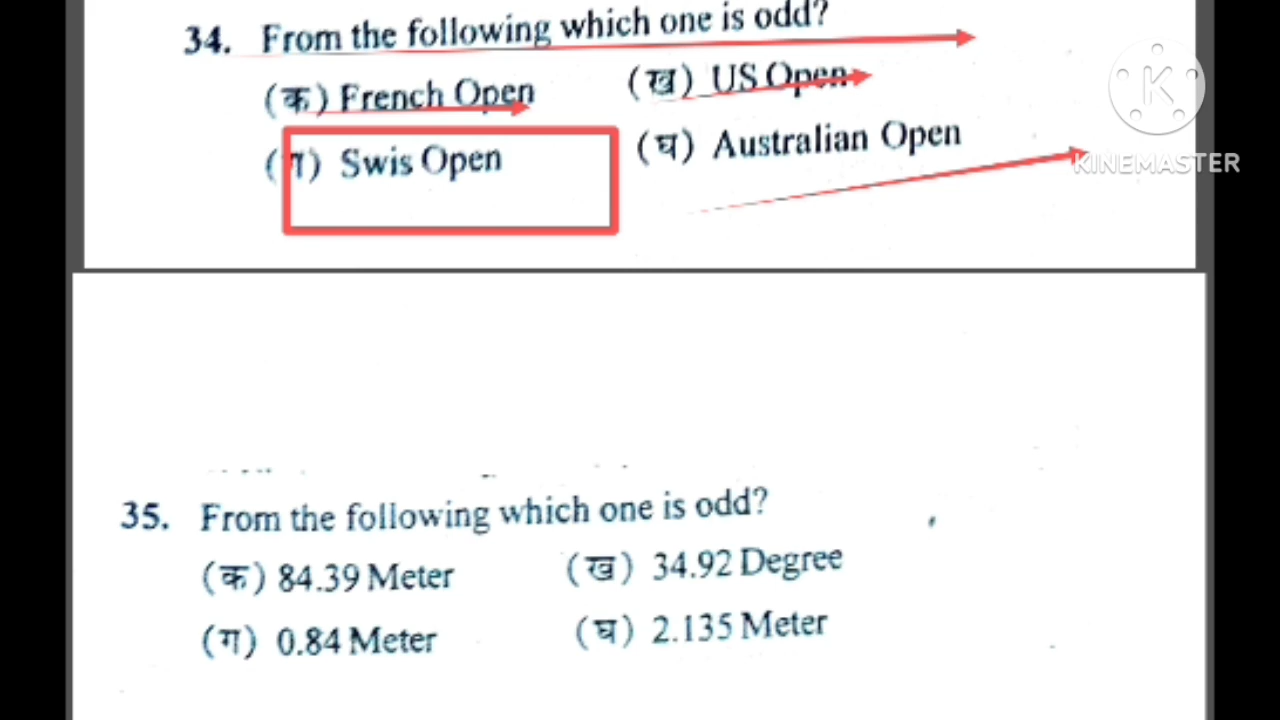 34. From the following which one is odd?
(क) French Open (ख) US Open
(ग) Swis Open (घ) Australian Open
K
KINEMASTER
35. From the following which one is odd?
(क) 84.39 Meter (ख) 34.92 Degree
(ग) 0.84 Meter (घ) 2.135 Meter